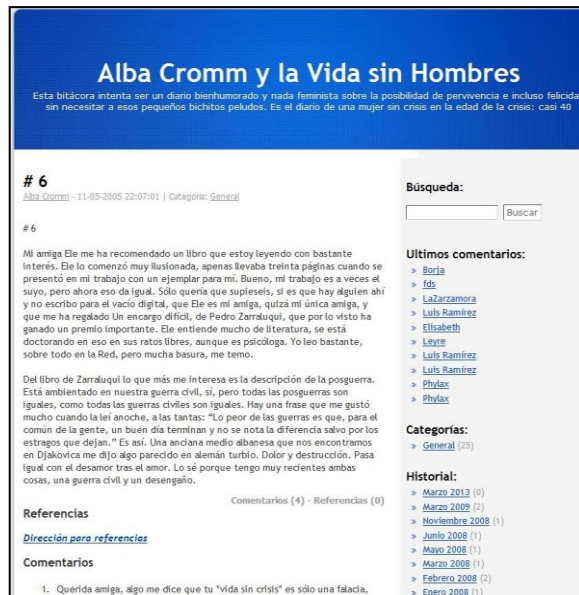 Alba Cromm y la Vida sin Hombres
Esta bitácora intenta ser un diario bienhumorado y nada feminista sobre la posibilidad de pervivencia e incluso felicida
sin necesitar a esos pequeños bichitos peludos. Es el diario de una mujer sin crisis en la edad de la crisis: casi 40
# 6
Alba Cromm - 11-05-2005 22:07:01 | Categoria: General
# 6
Mi amiga Ele me ha recomendado un libro que estoy leyendo con bastante
interés. Ele lo comenzó muy ilusionada, apenas llevaba treinta páginas cuando se
presentó en mi trabajo con un ejemplar para mí. Bueno, mi trabajo es a veces el
suyo, pero ahora eso da igual. Sólo quería que supieseis, si es que hay alguien ahí
y no escribo para el vacío digital, que Ele es mi amiga, quizá mi única amiga, y
que me ha regalado Un encargo difícil, de Pedro Zarraluqui, que por lo visto ha
ganado un premio importante. Ele entiende mucho de literatura, se está
doctorando en eso en sus ratos libres, aunque es psicóloga. Yo leo bastante,
sobre todo en la Red, pero mucha basura, me temo.
Del libro de Zarraluqui lo que más me interesa es la descripción de la posguerra.
Está ambientado en nuestra guerra civil, sí, pero todas las posguerras son
iguales, como todas las guerras civiles son iguales. Hay una frase que me gustó
mucho cuando la leí anoche, a las tantas: “Lo peor de las guerras es que, para el
común de la gente, un buen día terminan y no se nota la diferencia salvo por los
estragos que dejan.” Es así. Una anciana medio albanesa que nos encontramos
en Djakovica me dijo algo parecido en alemán turbio. Dolor y destrucción. Pasa
igual con el desamor tras el amor. Lo sé porque tengo muy recientes ambas
cosas, una guerra civil y un desengaño.
Comentarios (4) - Referencias (0)
Referencias
Dirección para referencias
Comentarios
1. Querida amiga, algo me dice que tu "vida sin crisis" es sólo una falacia,
Búsqueda:
Buscar
Ultimos comentarios:
» Borja
» fds
» LaZarzamora
» Luis Ramírez
» Elisabeth
» Leyre
» Luis Ramírez
» Luis Ramírez
» Phylax
» Phylax
Categorías:
» General (25)
Historial:
» Marzo 2013 (0)
» Marzo 2009 (2)
» Noviembre 2008 (1)
» Junio 2008 (1)
» Mayo 2008 (1)
» Marzo 2008 (1)
» Febrero 2008 (2)
» Enero 2008 (1)